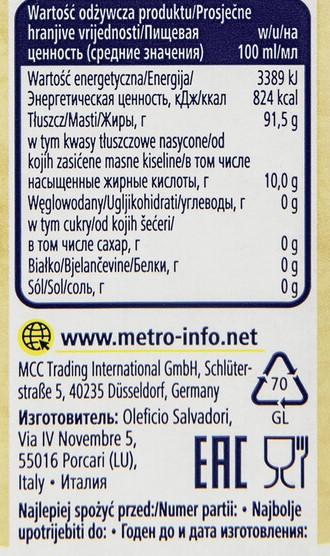 Wartość odżywcza produktu/Prosječne
hranjive vrijednosti/Пищевая w/u/на
ценность (средние значения) 100 ml/мл
Wartość energetyczna/Energija/ 3389 kJ
Энергетическая ценность, кДж/ккал 824 kcal
Tłuszcz/Masti/Жиры, г 91,5 g
w tym kwasy tłuszczowe nasycone/od
kojih zasićene masne kiseline/в том числе
насыщенные жирные кислоты, г 10,0 g
Węglowodany/Ugljikohidrati/углеводы, г 0 g
w tym cukry/od kojih šećeri/
в том числе сахар, г 0 g
Białko/Bjelančevine/Белки, г 0 g
Sól/Sol/соль, г 0 g
www.metro-info.net
MCC Trading International GmbH, Schlüter-
straße 5, 40235 Düsseldorf, Germany
70
GL
Изготовитель: Oleficio Salvadori,
Via IV Novembre 5,
55016 Porcari (LU),
Italy • Италия
EAC
Najlepiej spożyć przed:/Numer partii: • Najbolje
upotrijebiti do: • Годен до и дата изготовления: